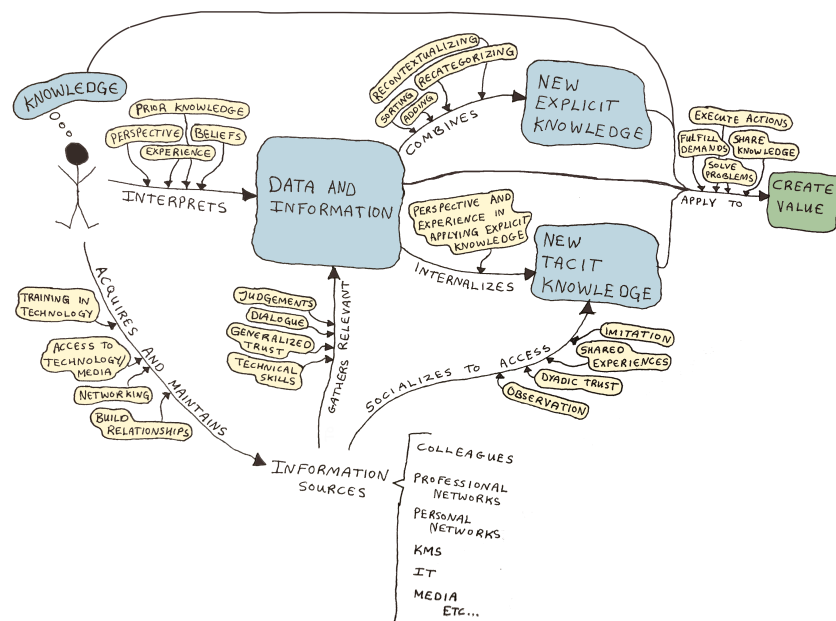 KNOWLEDGE
PRIOR KNOWLEDGE
PERSPECTIVE
BELIEFS
EXPERIENCE
INTERPRETS
DATA AND
INFORMATION
RECONTEXTUALIZING
RECATEGORIZING
SORTING
ADDING
COMBINES
NEW
EXPLICIT
KNOWLEDGE
PERSPECTIVE AND
EXPERIENCE IN
APPLYING EXPLICIT
KNOWLEDGE
INTERNALIZES
NEW
TACIT
KNOWLEDGE
EXECUTE ACTIONS
FULFILL
DEMANDS
SHARE
KNOWLEDGE
SOLVE
PROBLEMS
APPLY TO
CREATE
VALUE
ACQUIRES AND MAINTAINS
TRAINING IN
TECHNOLOGY
ACCESS TO
TECHNOLOGY/
MEDIA
NETWORKING
BUILD
RELATIONSHIPS
JUDGEMENTS
DIALOGUE
GENERALIZED
TRUST
TECHNICAL
SKILLS
GATHERS RELEVANT
SOCIALIZES TO ACCESS
IMITATION
SHARED
EXPERIENCES
DYADIC TRUST
OBSERVATION
INFORMATION
SOURCES
COLLEAGUES
PROFESSIONAL
NETWORKS
PERSONAL
NETWORKS
KMS
IT
MEDIA
ETC...